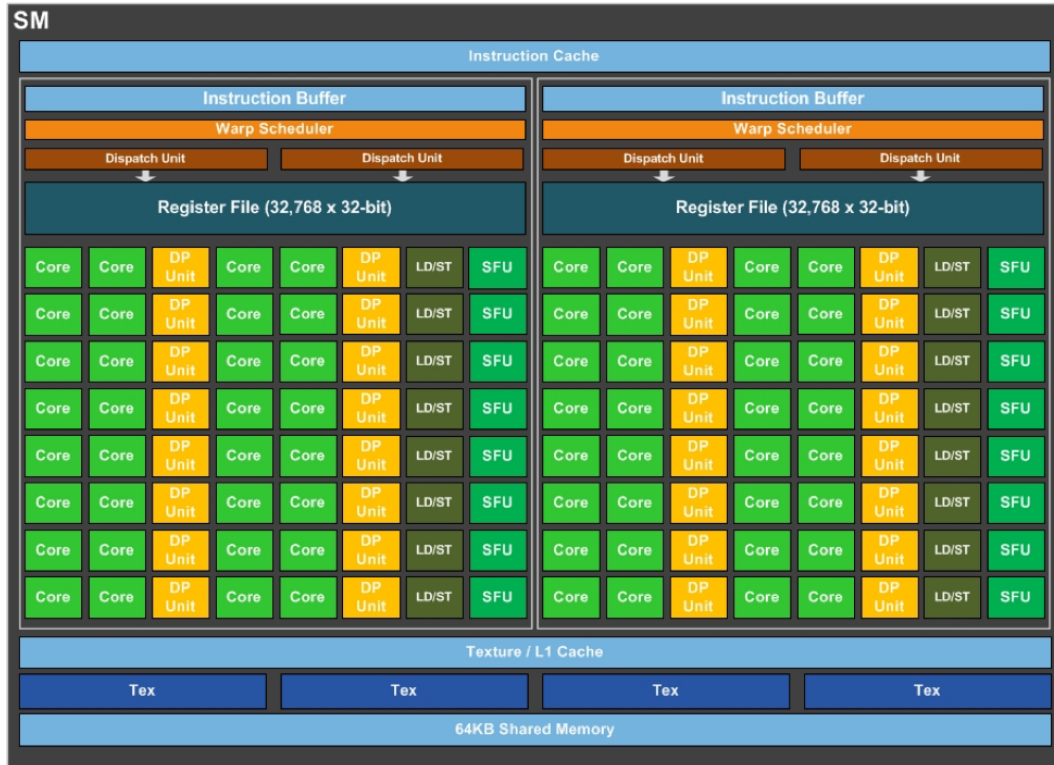 SM
Instruction Cache
Instruction Buffer Instruction Buffer
Warp Scheduler Warp Scheduler
Dispatch Unit Dispatch Unit Dispatch Unit Dispatch Unit
Register File (32,768 x 32-bit) Register File (32,768 x 32-bit)
Core Core DP Unit Core Core DP Unit LD/ST SFU Core Core DP Unit Core Core DP Unit LD/ST SFU
Core Core DP Unit Core Core DP Unit LD/ST SFU Core Core DP Unit Core Core DP Unit LD/ST SFU
Core Core DP Unit Core Core DP Unit LD/ST SFU Core Core DP Unit Core Core DP Unit LD/ST SFU
Core Core DP Unit Core Core DP Unit LD/ST SFU Core Core DP Unit Core Core DP Unit LD/ST SFU
Core Core DP Unit Core Core DP Unit LD/ST SFU Core Core DP Unit Core Core DP Unit LD/ST SFU
Core Core DP Unit Core Core DP Unit LD/ST SFU Core Core DP Unit Core Core DP Unit LD/ST SFU
Core Core DP Unit Core Core DP Unit LD/ST SFU Core Core DP Unit Core Core DP Unit LD/ST SFU
Core Core DP Unit Core Core DP Unit LD/ST SFU Core Core DP Unit Core Core DP Unit LD/ST SFU
Texture / L1 Cache
Tex Tex Tex Tex
64KB Shared Memory